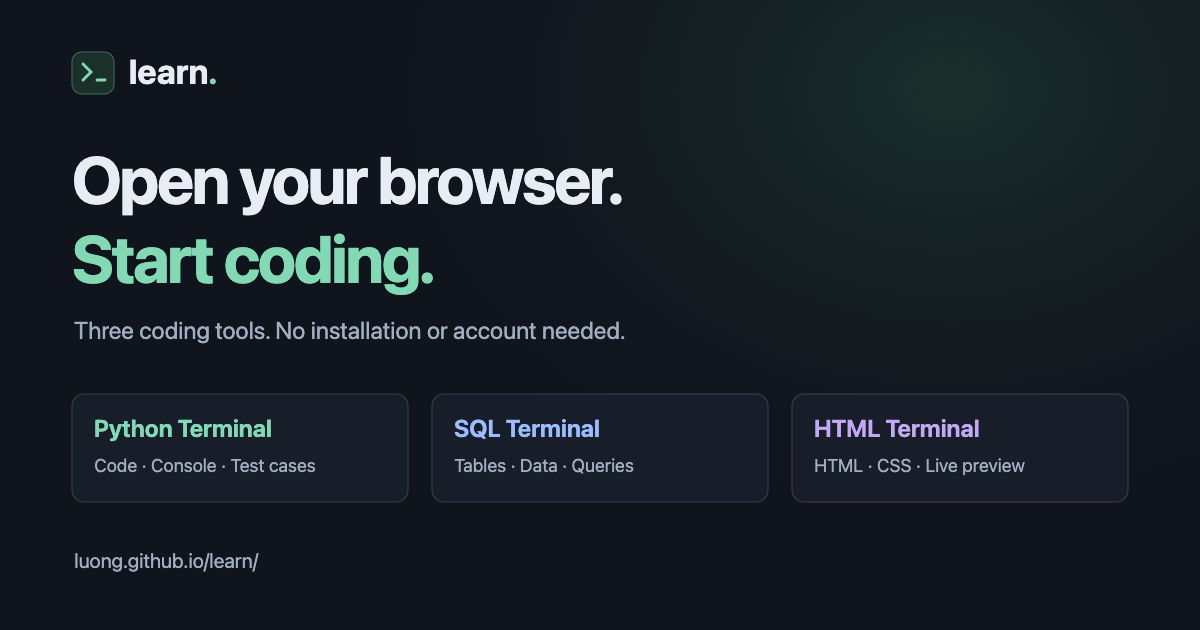 learn.
Open your browser.
Start coding.
Three coding tools. No installation or account needed.
Python Terminal
Code · Console · Test cases
SQL Terminal
Tables · Data · Queries
HTML Terminal
HTML · CSS · Live preview
luong.github.io/learn/